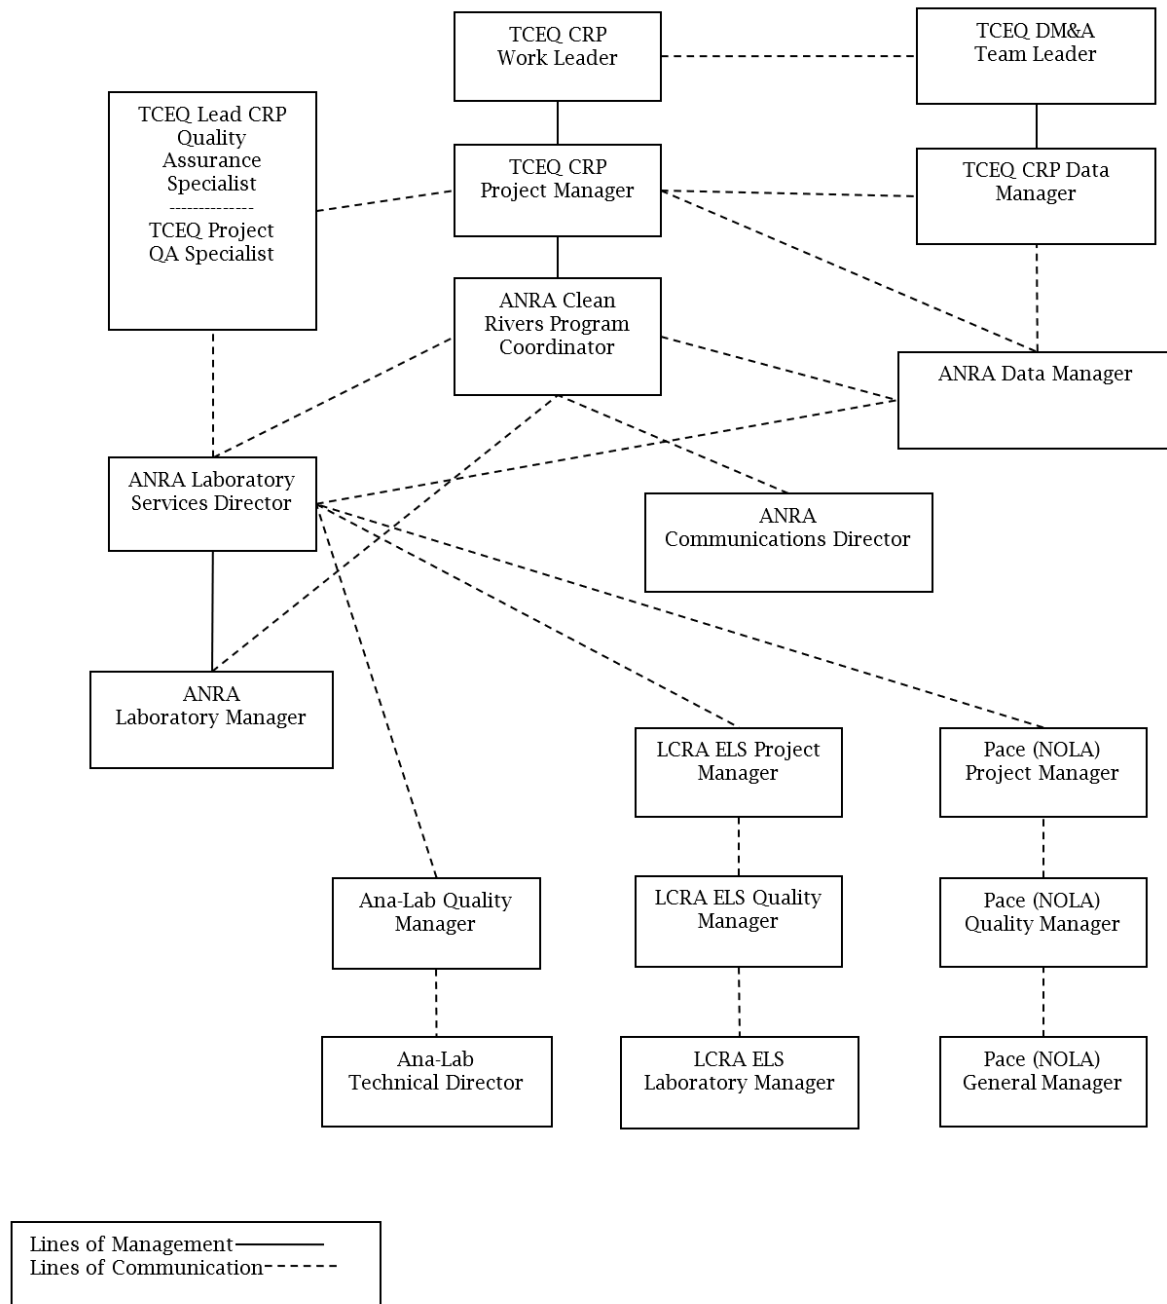 TCEQ CRP
Work Leader
TCEQ DM&A
Team Leader
TCEQ Lead CRP
Quality
Assurance
Specialist
--------------
TCEQ Project
QA Specialist
TCEQ CRP
Project Manager
TCEQ CRP Data
Manager
ANRA Clean
Rivers Program
Coordinator
ANRA Data Manager
ANRA Laboratory
Services Director
ANRA
Communications Director
ANRA
Laboratory Manager
LCRA ELS Project
Manager
Pace (NOLA)
Project Manager
Ana-Lab Quality
Manager
LCRA ELS Quality
Manager
Pace (NOLA)
Quality Manager
Ana-Lab
Technical Director
LCRA ELS
Laboratory Manager
Pace (NOLA)
General Manager
Lines of Management
Lines of Communication